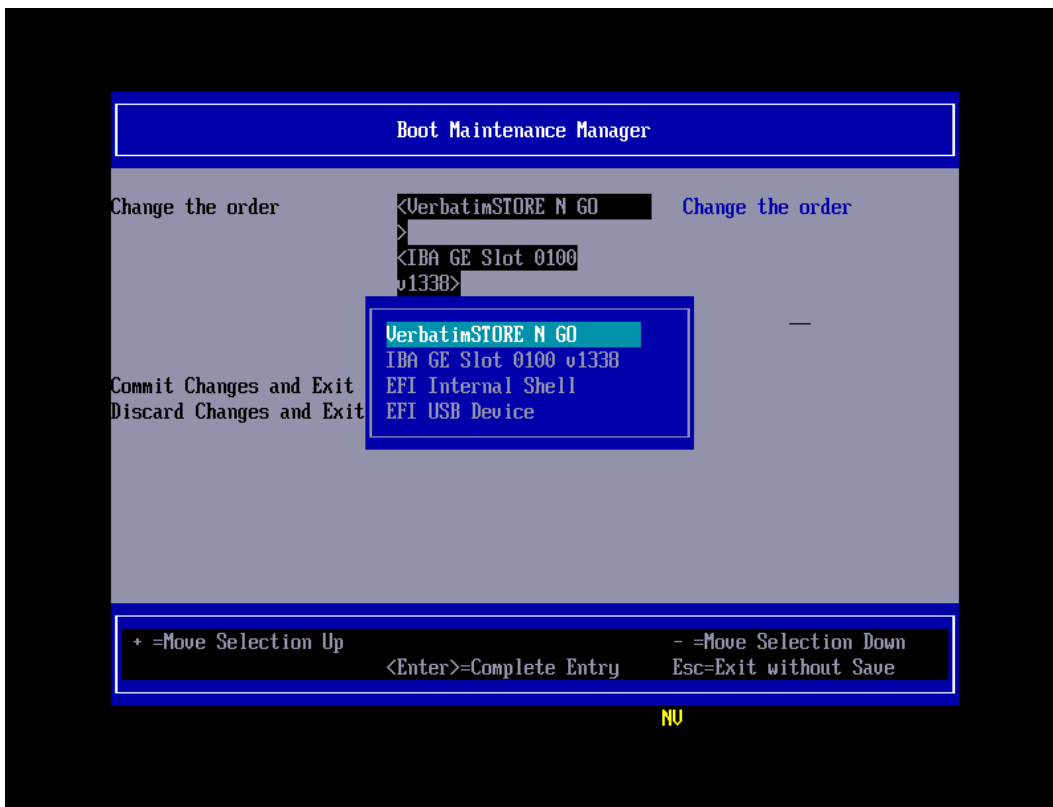 Boot Maintenance Manager
Change the order <VerbatimSTORE N GO Change the order
>
<IBA GE Slot 0100
v1338>
VerbatimSTORE N GO
IBA GE Slot 0100 v1338
Commit Changes and Exit EFI Internal Shell
Discard Changes and Exit EFI USB Device
+ =Move Selection Up - =Move Selection Down
<Enter>=Complete Entry Esc=Exit without Save
NV